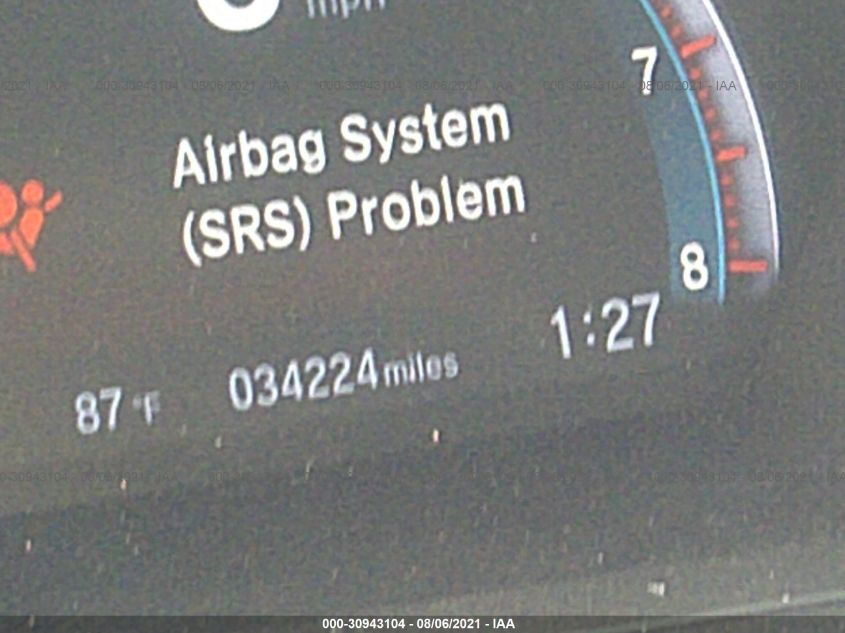 mph
7
Airbag System
(SRS) Problem
8
1:27
034224 miles
87 °F
000-30943104 - 08/06/2021 - IAA